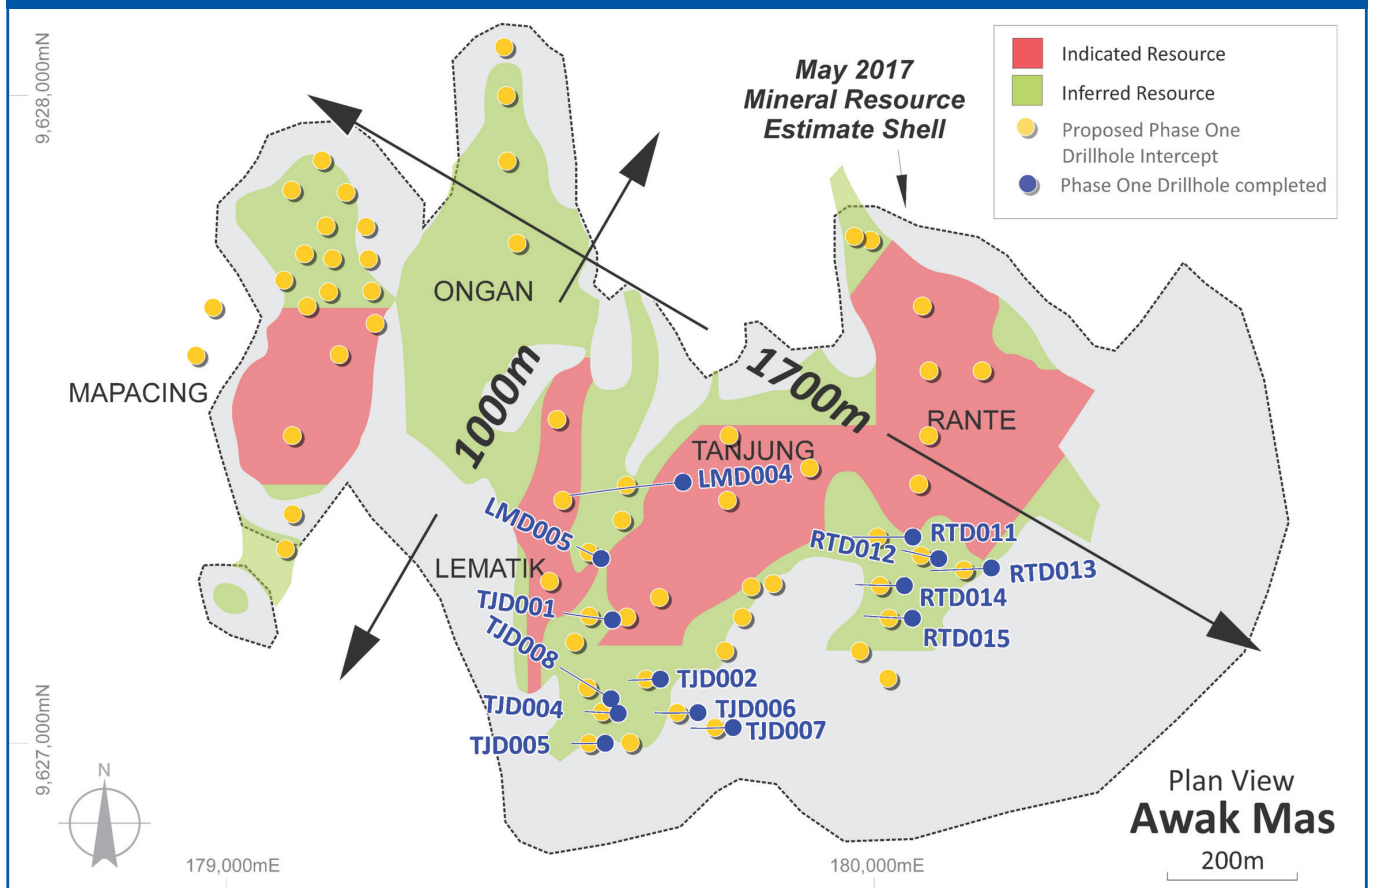 9,628,000mN
May 2017
Mineral Resource
Estimate Shell
Indicated Resource
Inferred Resource
Proposed Phase One
Drillhole Intercept
Phase One Drillhole completed
ONGAN
MAPACING
1000m
1700m
RANTE
TANJUNG
LMD004
LMD005
RTD011
RTD012
RTD013
LEMATIK
RTD014
TJD001
RTD015
TJD008
TJD002
TJD004
TJD006
TJD007
TJD005
9,627,000mN
N
Plan View
Awak Mas
200m
179,000mE
180,000mE